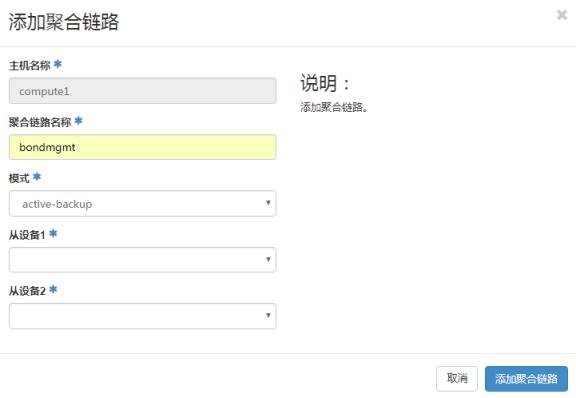 添加聚合链路
主机名称 *
compute1
聚合链路名称 *
bondmgmt
模式 *
active-backup
从设备1 *
从设备2 *
说明：
添加聚合链路。
取消
添加聚合链路